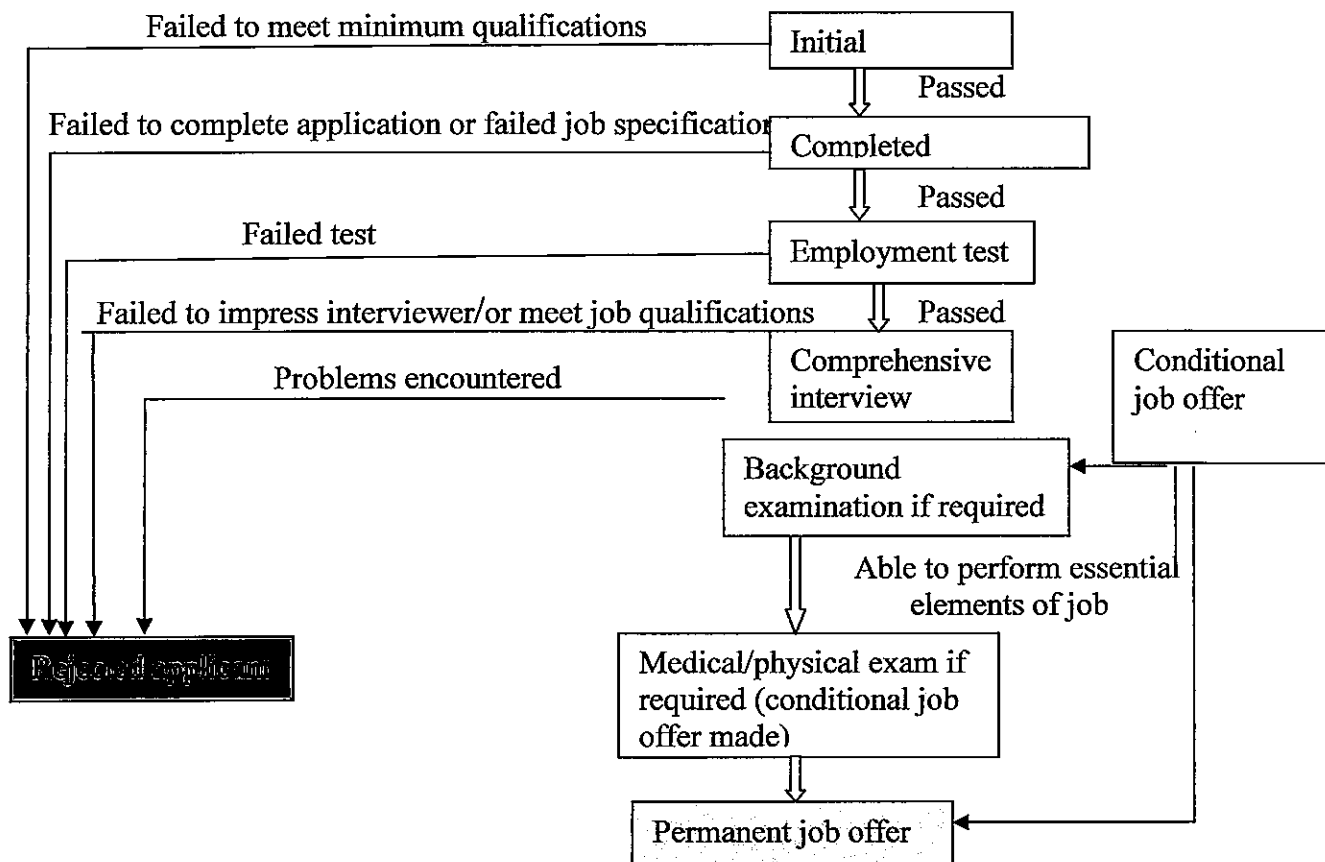 Failed to meet minimum qualifications
Initial
Passed
Failed to complete application or failed job specification
Completed
Passed
Failed test
Employment test
Failed to impress interviewer/or meet job qualifications
Passed
Comprehensive
interview
Conditional
job offer
Problems encountered
Background
examination if required
Able to perform essential
elements of job
Rejected
Medical/physical exam if
required (conditional job
offer made)
Permanent job offer